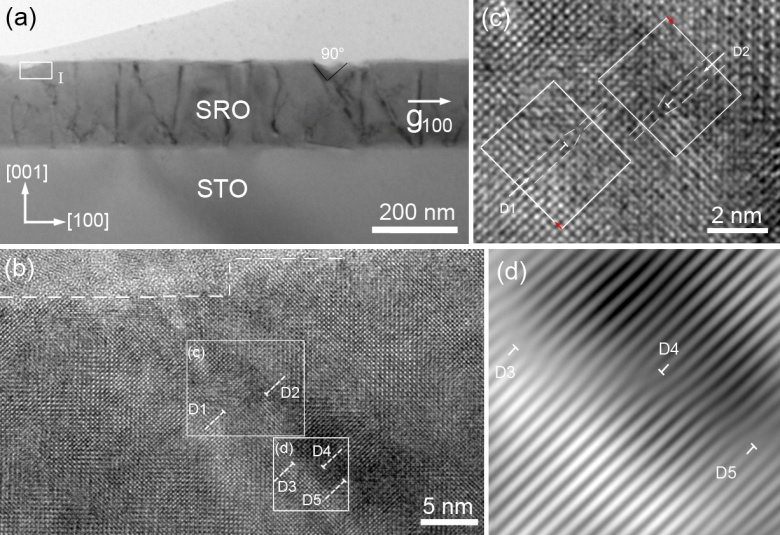 (a)
90°
I
SRO
g100
[001]
STO
[100]
200 nm
(c)
D2
D1
2 nm
(b)
(c)
D2
D1
(d)
D4
D3
D5
5 nm
(d)
D4
D3
D5